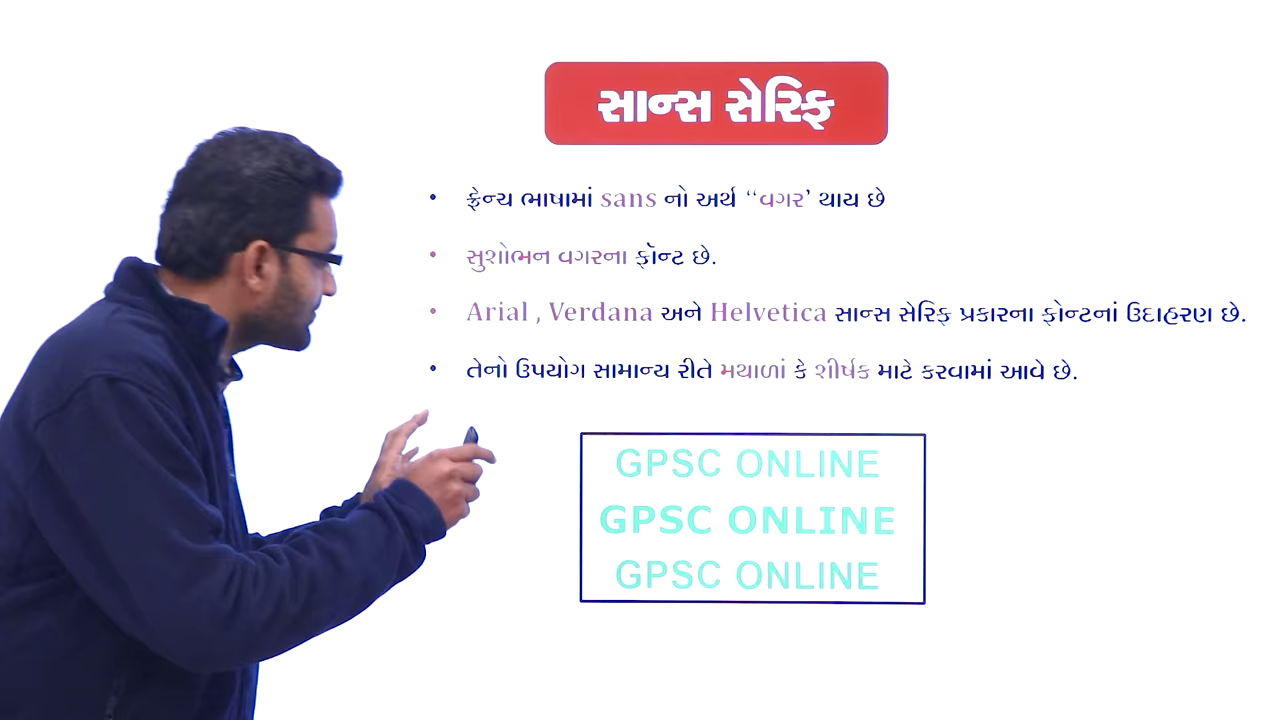 સાન્સ સેરિફ
• ફ્રેન્ચ ભાષામાં sans નો અર્થ “વગર’ થાય છે
• સુશોભન વગરના ફૉન્ટ છે.
• Arial , Verdana અને Helvetica સાન્સ સેરિફ પ્રકારના ફોન્ટનાં ઉદાહરણ છે.
• તેનો ઉપયોગ સામાન્ય રીતે મથાળાં કે શીર્ષક માટે કરવામાં આવે છે.
GPSC ONLINE
GPSC ONLINE
GPSC ONLINE